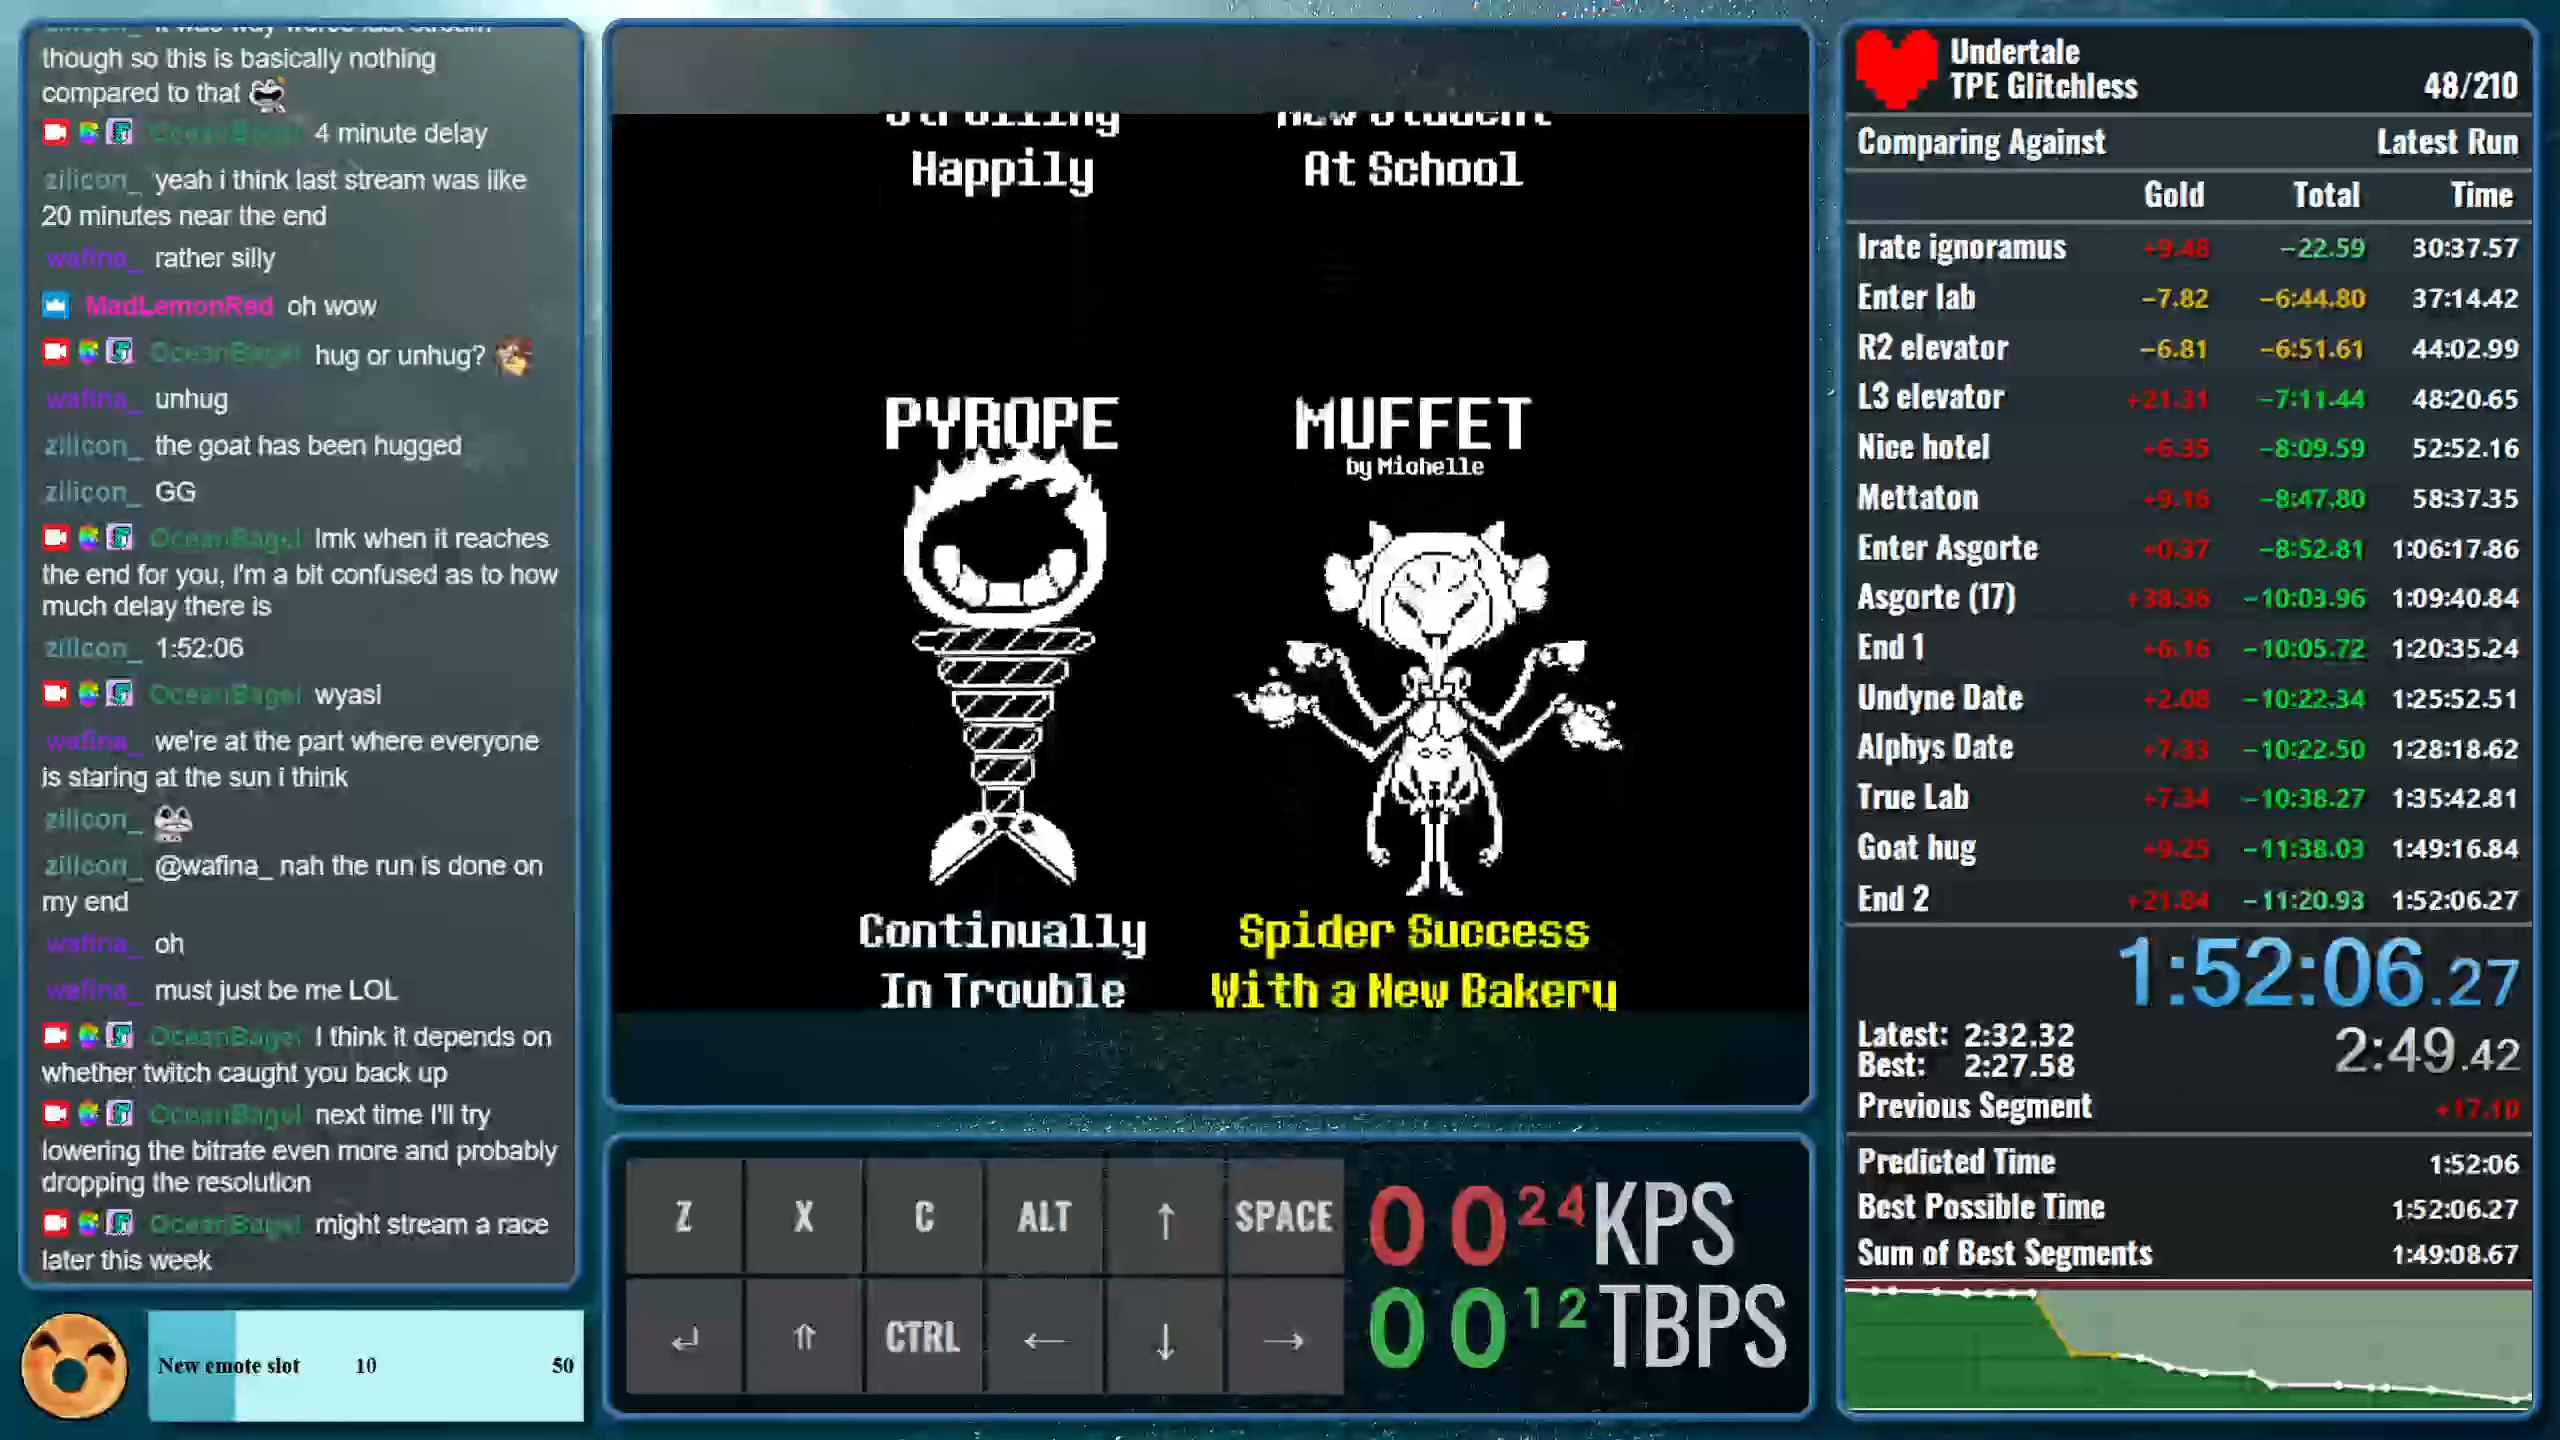 though so this is basically nothing
compared to that
OceanBagel 4 minute delay
zilicon_ yeah i think last stream was like
20 minutes near the end
wafina_ rather silly
MadLemonRed oh wow
OceanBagel hug or unhug?
wafina_ unhug
zilicon_ the goat has been hugged
zilicon_ GG
OceanBagel lmk when it reaches
the end for you, I'm a bit confused as to how
much delay there is
zilicon_ 1:52:06
OceanBagel wyasi
wafina_ we're at the part where everyone
is staring at the sun i think
zilicon_
zilicon_ @wafina_ nah the run is done on
my end
wafina_ oh
wafina_ must just be me LOL
OceanBagel I think it depends on
whether twitch caught you back up
OceanBagel next time I'll try
lowering the bitrate even more and probably
dropping the resolution
OceanBagel might stream a race
later this week
New emote slot 10 50
Strolling
Happily
New Student
At School
PYROPE
Continually
In Trouble
MUFFET
by Michelle
Spider Success
With a New Bakery
Z X C ALT ↑ SPACE
↵ ⇑ CTRL ← ↓ →
00 24 KPS
00 12 TBPS
Undertale
TPE Glitchless 48/210
Comparing Against Latest Run
Gold Total Time
Irate ignoramus +9.48 −22.59 30:37.57
Enter lab −7.82 −6:44.80 37:14.42
R2 elevator −6.81 −6:51.61 44:02.99
L3 elevator +21.31 −7:11.44 48:20.65
Nice hotel +6.35 −8:09.59 52:52.16
Mettaton +9.16 −8:47.80 58:37.35
Enter Asgorte +0.37 −8:52.81 1:06:17.86
Asgorte (17) +38.36 −10:03.96 1:09:40.84
End 1 +6.16 −10:05.72 1:20:35.24
Undyne Date +2.08 −10:22.34 1:25:52.51
Alphys Date +7.33 −10:22.50 1:28:18.62
True Lab +7.34 −10:38.27 1:35:42.81
Goat hug +9.25 −11:38.03 1:49:16.84
End 2 +21.84 −11:20.93 1:52:06.27
1:52:06.27
Latest: 2:32.32
Best: 2:27.58
2:49.42
Previous Segment +17.10
Predicted Time 1:52:06
Best Possible Time 1:52:06.27
Sum of Best Segments 1:49:08.67